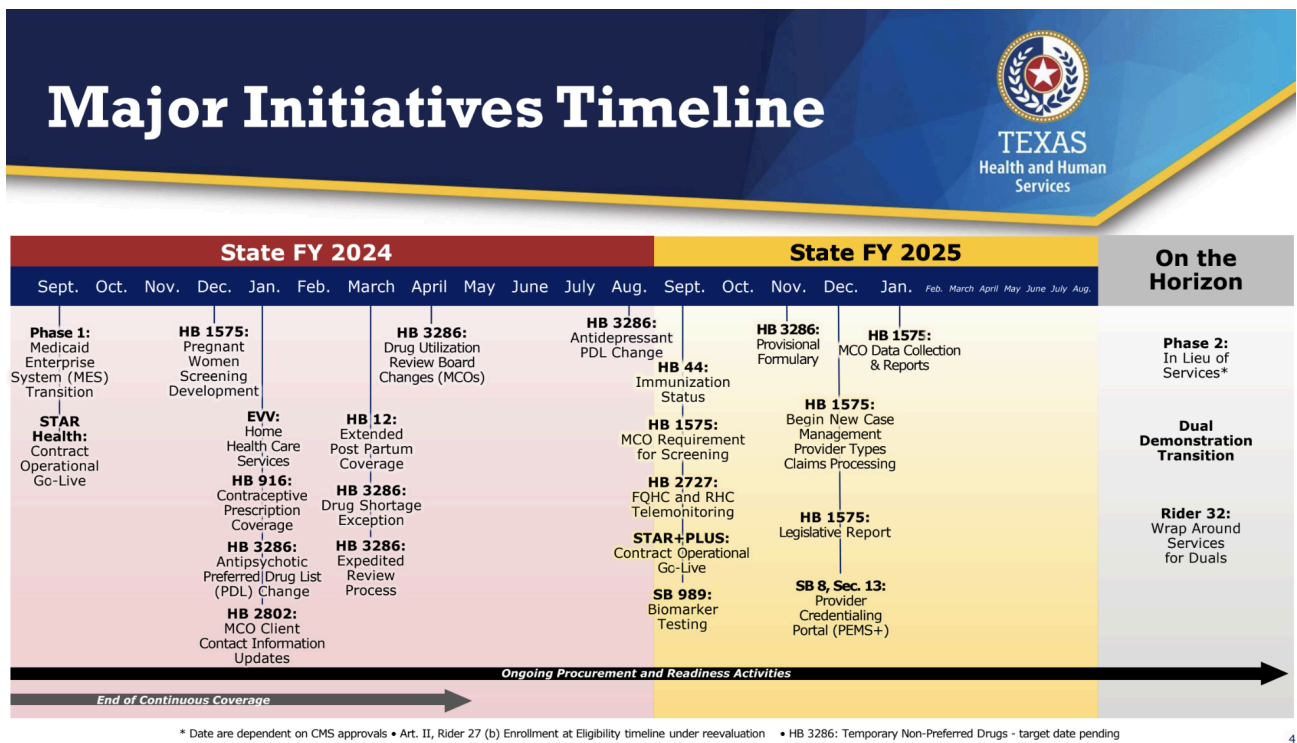 Major Initiatives Timeline
TEXAS
Health and Human
Services
State FY 2024
State FY 2025
On the
Horizon
Sept. Oct. Nov. Dec. Jan. Feb. March April May June July Aug. Sept. Oct. Nov. Dec. Jan. Feb. March April May June July Aug.
Phase 1:
Medicaid
Enterprise
System (MES)
Transition
STAR
Health:
Contract
Operational
Go-Live
HB 1575:
Pregnant
Women
Screening
Development
EVV:
Home
Health Care
Services
HB 916:
Contraceptive
Prescription
Coverage
HB 3286:
Antipsychotic
Preferred Drug List
(PDL) Change
HB 2802:
MCO Client
Contact Information
Updates
HB 12:
Extended
Post Partum
Coverage
HB 3286:
Drug Shortage
Exception
HB 3286:
Expedited
Review
Process
HB 3286:
Drug Utilization
Review Board
Changes (MCOs)
HB 3286:
Antidepressant
PDL Change
HB 44:
Immunization
Status
HB 1575:
MCO Requirement
for Screening
HB 2727:
FQHC and RHC
Telemonitoring
STAR+PLUS:
Contract Operational
Go-Live
SB 989:
Biomarker
Testing
HB 3286:
Provisional
Formulary
HB 1575:
Begin New Case
Management
Provider Types
Claims Processing
HB 1575:
Legislative Report
SB 8, Sec. 13:
Provider
Credentialing
Portal (PEMS+)
HB 1575:
MCO Data Collection
& Reports
Phase 2:
In Lieu of
Services*
Dual
Demonstration
Transition
Rider 32:
Wrap Around
Services
for Duals
Ongoing Procurement and Readiness Activities
End of Continuous Coverage
* Date are dependent on CMS approvals • Art. II, Rider 27 (b) Enrollment at Eligibility timeline under reevaluation • HB 3286: Temporary Non-Preferred Drugs - target date pending
4